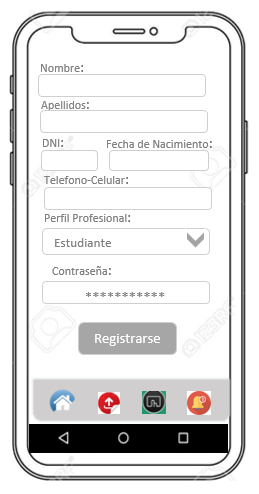 Nombre:
Apellidos:
DNI: Fecha de Nacimiento:
Telefono-Celular:
Perfil Profesional:
Estudiante
Contraseña:
***********
Registrarse